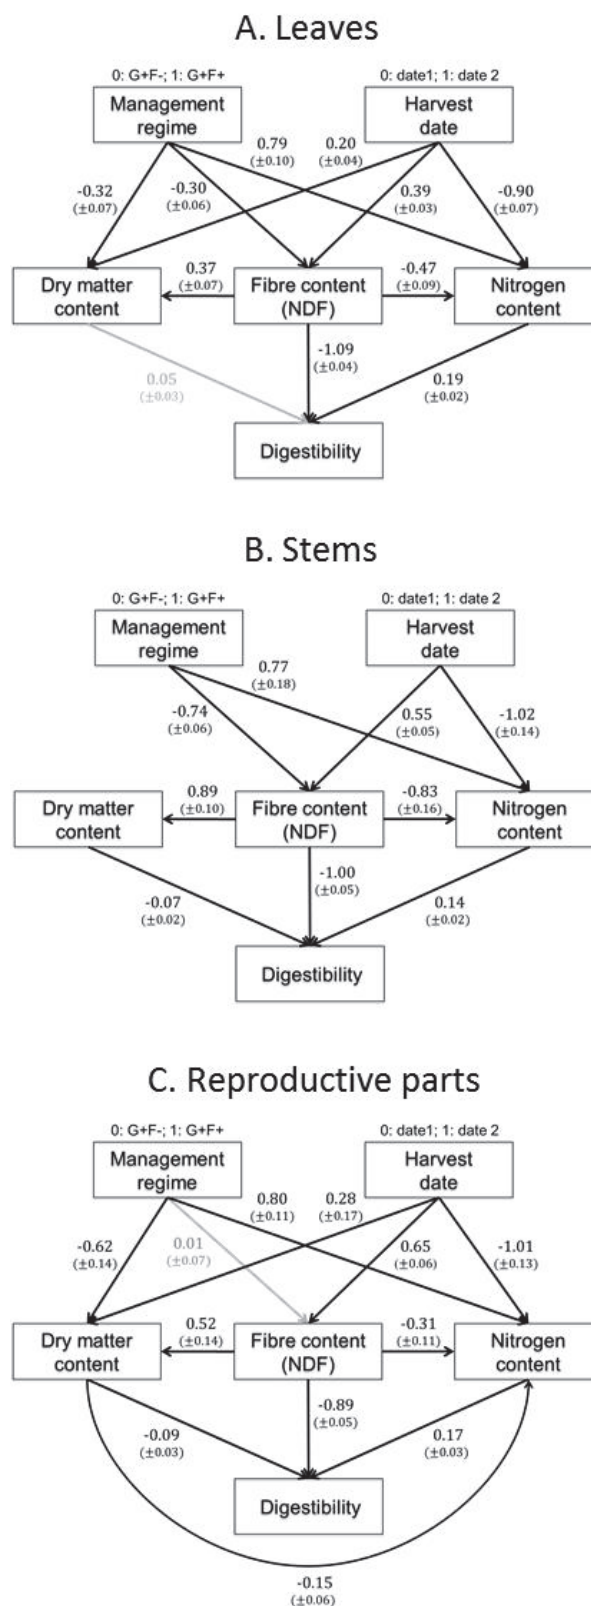 A. Leaves
0: G+F-; 1: G+F+
0: date1; 1: date 2
Management
regime
Harvest
date
0.79
(±0.10)
0.20
(±0.04)
-0.32
(±0.07)
-0.30
(±0.06)
0.39
(±0.03)
-0.90
(±0.07)
Dry matter
content
0.37
(±0.07)
Fibre content
(NDF)
-0.47
(±0.09)
Nitrogen
content
-1.09
(±0.04)
0.05
(±0.03)
0.19
(±0.02)
Digestibility
B. Stems
0: G+F-; 1: G+F+
0: date1; 1: date 2
Management
regime
Harvest
date
0.77
(±0.18)
-0.74
(±0.06)
0.55
(±0.05)
-1.02
(±0.14)
Dry matter
content
0.89
(±0.10)
Fibre content
(NDF)
-0.83
(±0.16)
Nitrogen
content
-1.00
(±0.05)
-0.07
(±0.02)
0.14
(±0.02)
Digestibility
C. Reproductive parts
0: G+F-; 1: G+F+
0: date1; 1: date 2
Management
regime
Harvest
date
0.80
(±0.11)
0.28
(±0.17)
-0.62
(±0.14)
0.01
(±0.07)
0.65
(±0.06)
-1.01
(±0.13)
Dry matter
content
0.52
(±0.14)
Fibre content
(NDF)
-0.31
(±0.11)
Nitrogen
content
-0.89
(±0.05)
-0.09
(±0.03)
0.17
(±0.03)
Digestibility
-0.15
(±0.06)